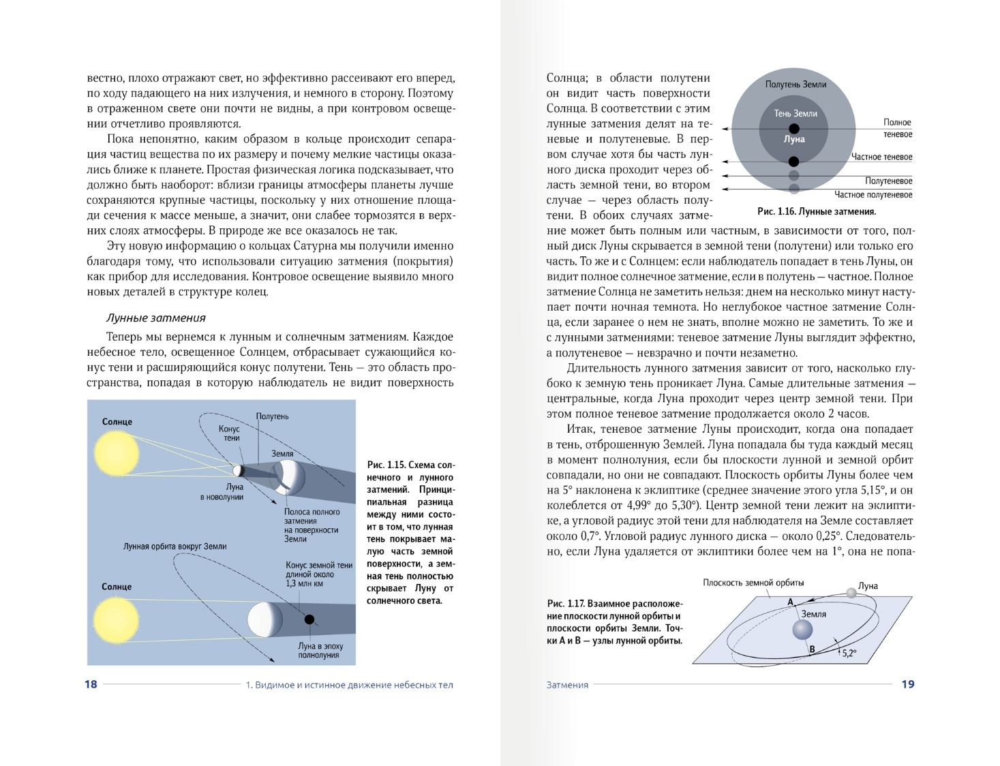 вестно, плохо отражают свет, но эффективно рассеивают его вперед,
по ходу падающего на них излучения, и немного в сторону. Поэтому
в отраженном свете они почти не видны, а при контровом освеще-
нии отчетливо проявляются.
Пока непонятно, каким образом в кольце происходит сепара-
ция частиц вещества по их размеру и почему мелкие частицы оказа-
лись ближе к планете. Простая физическая логика подсказывает, что
должно быть наоборот: вблизи границы атмосферы планеты лучше
сохраняются крупные частицы, поскольку у них отношение площа-
ди сечения к массе меньше, а значит, они слабее тормозятся в верх-
них слоях атмосферы. В природе же все оказалось не так.
Эту новую информацию о кольцах Сатурна мы получили именно
благодаря тому, что использовали ситуацию затмения (покрытия)
как прибор для исследования. Контровое освещение выявило много
новых деталей в структуре колец.
Лунные затмения
Теперь мы вернемся к лунным и солнечным затмениям. Каждое
небесное тело, освещенное Солнцем, отбрасывает сужающийся ко-
нус тени и расширяющийся конус полутени. Тень — это область про-
странства, попадая в которую наблюдатель не видит поверхность
Солнце
Полутень
Конус
тени
Земля
Луна
в новолунии
Полоса полного
затмения
на поверхности
Земли
Лунная орбита вокруг Земли
Конус земной тени
длиной около
1,3 млн км
Солнце
Луна в эпоху
полнолуния
Рис. 1.15. Схема сол-
нечного и лунного
затмений. Принци-
пиальная разница
между ними состо-
ит в том, что лунная
тень покрывает ма-
лую часть земной
поверхности, а зем-
ная тень полностью
скрывает Луну от
солнечного света.
18
1. Видимое и истинное движение небесных тел
Солнца; в области полутени
он видит часть поверхности
Солнца. В соответствии с этим
лунные затмения делят на те-
невые и полутеневые. В пер-
вом случае хотя бы часть лун-
ного диска проходит через об-
ласть земной тени, во втором
случае — через область полу-
тени. В обоих случаях затме-
Полутень Земли
Тень Земли
Луна
Полное
теневое
Частное теневое
Полутеневое
Частное полутеневое
Рис. 1.16. Лунные затмения.
ние может быть полным или частным, в зависимости от того, пол-
ный диск Луны скрывается в земной тени (полутени) или только его
часть. То же и с Солнцем: если наблюдатель попадает в тень Луны, он
видит полное солнечное затмение, если в полутень — частное. Полное
затмение Солнца не заметить нельзя: днем на несколько минут насту-
пает почти ночная темнота. Но неглубокое частное затмение Солн-
ца, если заранее о нем не знать, вполне можно не заметить. То же и
с лунными затмениями: теневое затмение Луны выглядит эффектно,
а полутеневое — невзрачно и почти незаметно.
Длительность лунного затмения зависит от того, насколько глу-
боко к земную тень проникает Луна. Самые длительные затмения —
центральные, когда Луна проходит через центр земной тени. При
этом полное теневое затмение продолжается около 2 часов.
Итак, теневое затмение Луны происходит, когда она попадает
в тень, отброшенную Землей. Луна попадала бы туда каждый месяц
в момент полнолуния, если бы плоскости лунной и земной орбит
совпадали, но они не совпадают. Плоскость орбиты Луны более чем
на 5° наклонена к эклиптике (среднее значение этого угла 5,15°, и он
колеблется от 4,99° до 5,30°). Центр земной тени лежит на эклипти-
ке, а угловой радиус этой тени для наблюдателя на Земле составляет
около 0,7°. Угловой радиус лунного диска — около 0,25°. Следователь-
но, если Луна удаляется от эклиптики более чем на 1°, она не попа-
Рис. 1.17. Взаимное расположе-
ние плоскости лунной орбиты и
плоскости орбиты Земли. Точ-
ки A и B — узлы лунной орбиты.
Плоскость земной орбиты
Луна
A
Земля
B
5,2°
Затмения
19